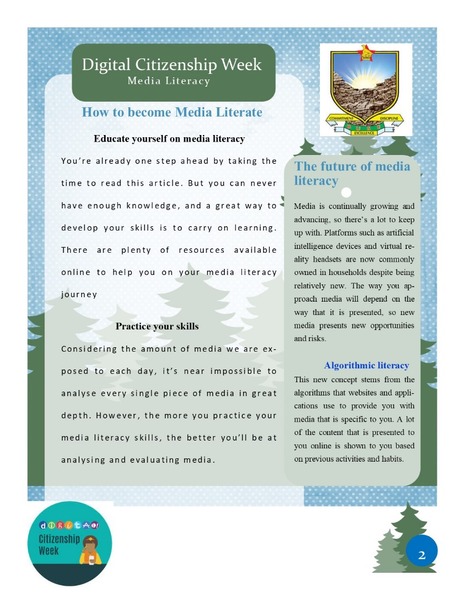 Digital Citizenship Week
Media Literacy
How to become Media Literate
Educate yourself on media literacy
You're already one step ahead by taking the
time to read this article. But you can never
have enough knowledge, and a great way to
develop your skills is to carry on learning.
There are plenty of resources available
online to help you on your media literacy
journey
Practice your skills
Considering the amount of media we are ex-
posed to each day, it's near impossible to
analyse every single piece of media in great
depth. However, the more you practice your
media literacy skills, the better you'll be at
analysing and evaluating media.
COMMITMENT
DISCIPLINE
EXCELLENCE
The future of media
literacy
Media is continually growing and
advancing, so there's a lot to keep
up with. Platforms such as artificial
intelligence devices and virtual re-
ality headsets are now commonly
owned in households despite being
relatively new. The way you ap-
proach media will depend on the
way that it is presented, so new
media presents new opportunities
and risks.
Algorithmic literacy
This new concept stems from the
algorithms that websites and appli-
cations use to provide you with
media that is specific to you. A lot
of the content that is presented to
you online is shown to you based
on previous activities and habits.
DIGITAL
Citizenship
Week
2